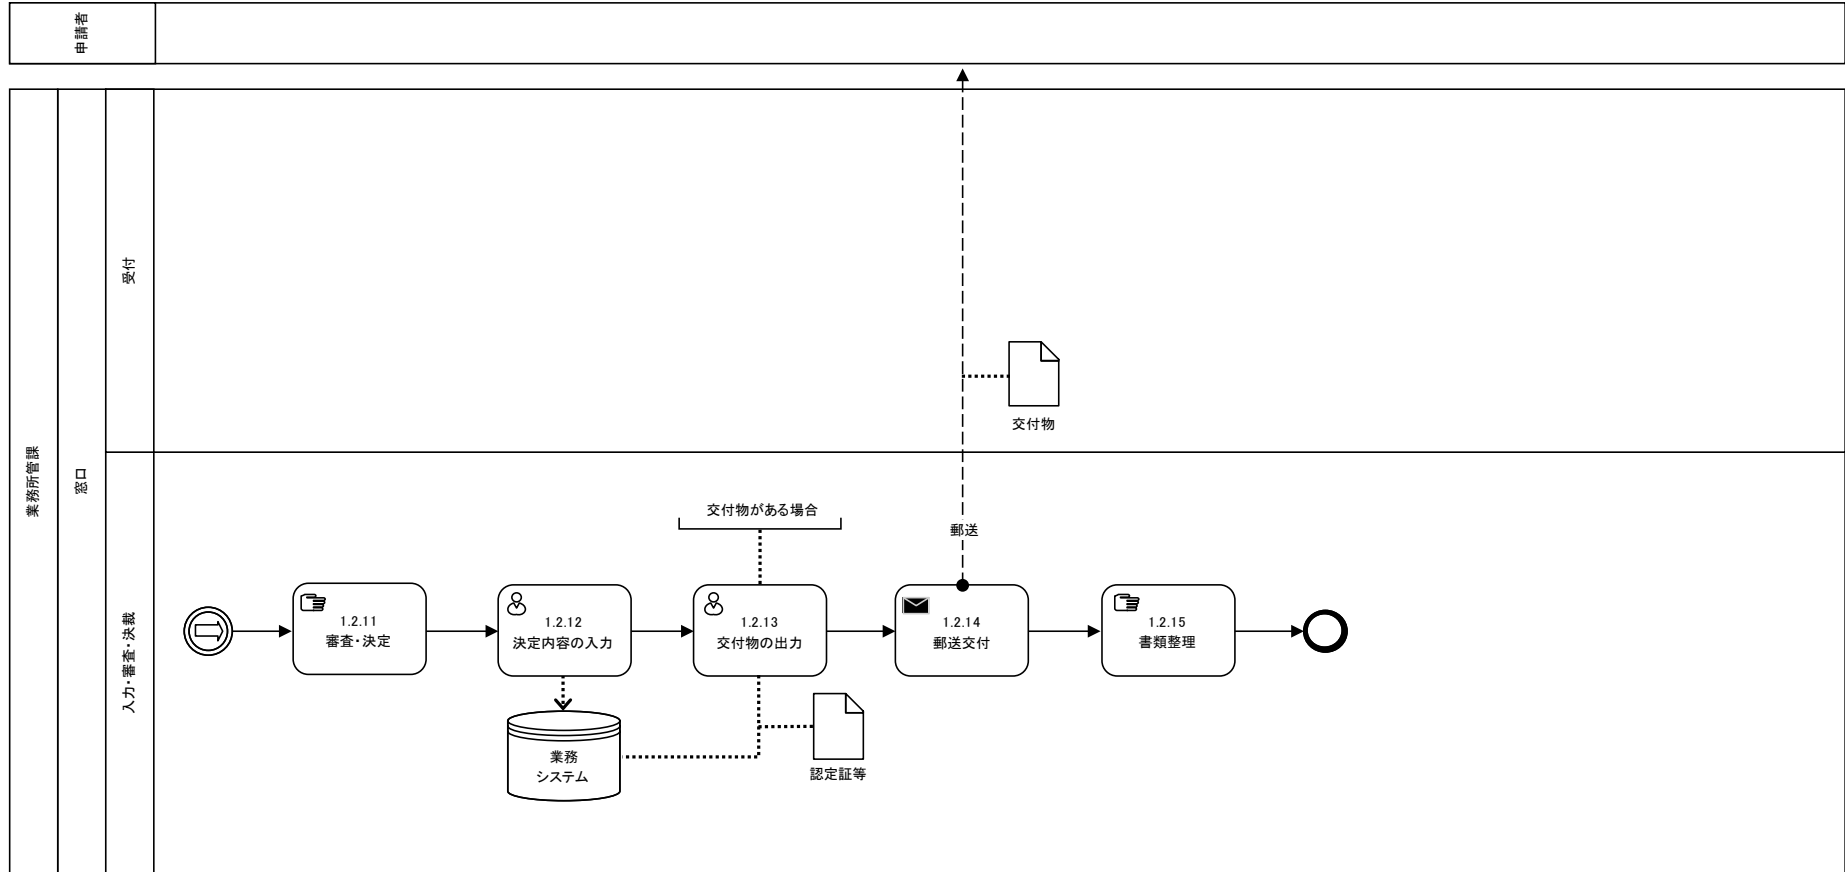 申請者
業務所管課
窓口
受付
交付物
入力・審査・決裁
交付物がある場合
郵送
1.2.11
審査・決定
1.2.12
決定内容の入力
1.2.13
交付物の出力
1.2.14
郵送交付
1.2.15
書類整理
業務
システム
認定証等